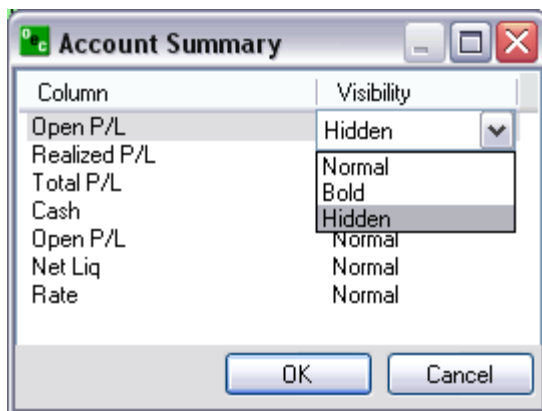 Oec Account Summary
Column Visibility
Open P/L Hidden
Realized P/L Normal
Total P/L Bold
Cash Hidden
Open P/L Normal
Net Liq Normal
Rate Normal
OK Cancel